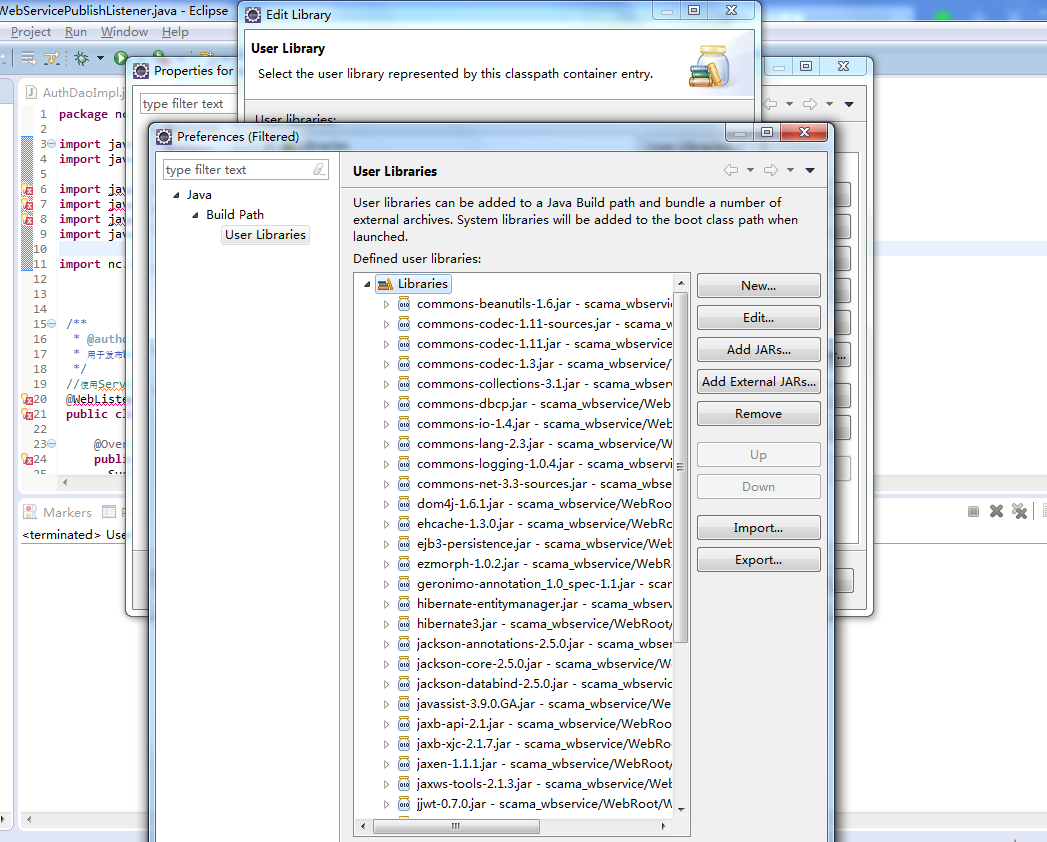 WebServicePublishListener.java - Eclipse
Project Run Window Help
Edit Library
User Library
Select the user library represented by this classpath container entry.
User libraries:
Properties for
type filter text
AuthDaoImpl.j
1 package nc
2
3 import jav
4 import jav
5
6 import jav
7 import jav
8 import jav
9 import jav
10
11 import nc.
12
13
14
15 /**
16 * @autho
17 * 用于发布
18 */
19 //使用Serv
20 @WebListe
21 public cl
22
23 @Over
24 publi
25
Markers
<terminated> Use
Preferences (Filtered)
type filter text
Java
Build Path
User Libraries
User Libraries
User libraries can be added to a Java Build path and bundle a number of
external archives. System libraries will be added to the boot class path when
launched.
Defined user libraries:
Libraries
commons-beanutils-1.6.jar - scama_wbservic
commons-codec-1.11-sources.jar - scama_w
commons-codec-1.11.jar - scama_wbservice
commons-codec-1.3.jar - scama_wbservice/
commons-collections-3.1.jar - scama_wbserv
commons-dbcp.jar - scama_wbservice/Web
commons-io-1.4.jar - scama_wbservice/Web
commons-lang-2.3.jar - scama_wbservice/W
commons-logging-1.0.4.jar - scama_wbservi
commons-net-3.3-sources.jar - scama_wbse
dom4j-1.6.1.jar - scama_wbservice/WebRoo
ehcache-1.3.0.jar - scama_wbservice/WebRo
ejb3-persistence.jar - scama_wbservice/Web
ezmorph-1.0.2.jar - scama_wbservice/WebR
geronimo-annotation_1.0_spec-1.1.jar - scam
hibernate-entitymanager.jar - scama_wbserv
hibernate3.jar - scama_wbservice/WebRoot/
jackson-annotations-2.5.0.jar - scama_wbser
jackson-core-2.5.0.jar - scama_wbservice/W
jackson-databind-2.5.0.jar - scama_wbservic
javassist-3.9.0.GA.jar - scama_wbservice/We
jaxb-api-2.1.jar - scama_wbservice/WebRoo
jaxb-xjc-2.1.7.jar - scama_wbservice/WebRo
jaxen-1.1.1.jar - scama_wbservice/WebRoot/
jaxws-tools-2.1.3.jar - scama_wbservice/We
jjwt-0.7.0.jar - scama_wbservice/WebRoot/W
New...
Edit...
Add JARs...
Add External JARs...
Remove
Up
Down
Import...
Export...